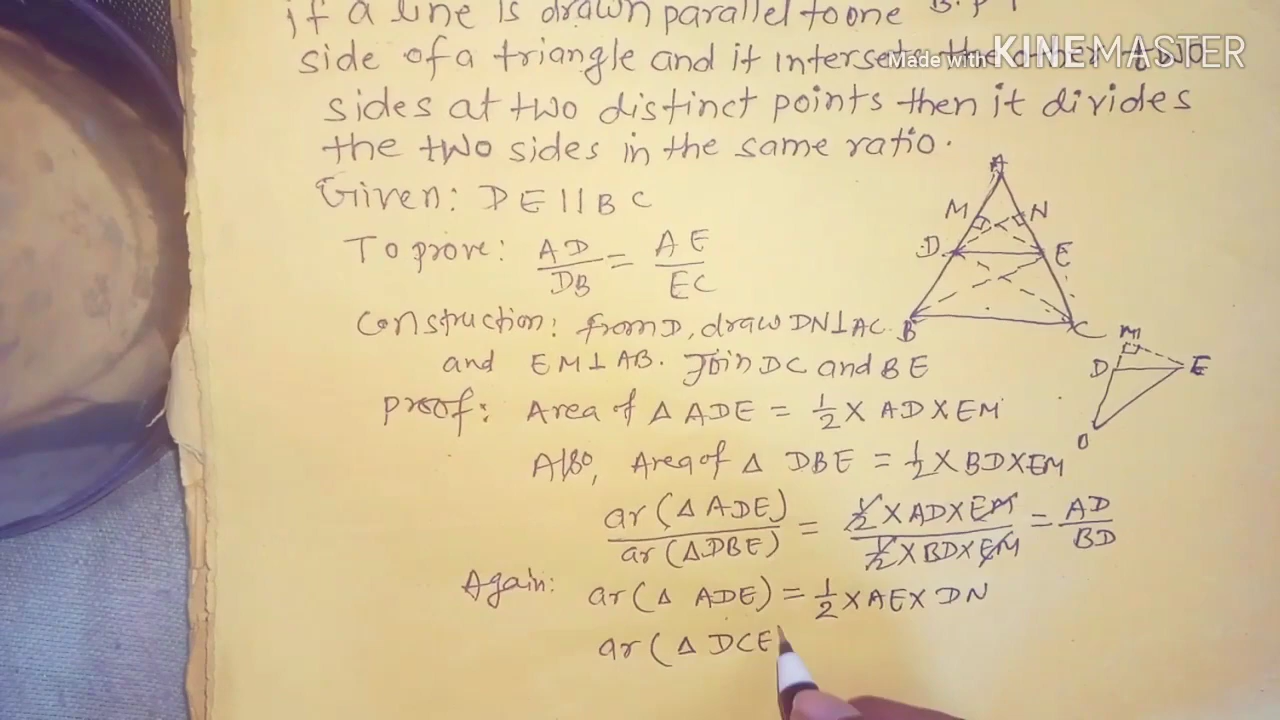 if a line is drawn parallel to one B.P.T
side of a triangle and it intersets the other two
Made with KINEMASTER
sides at two distinct points then it divides
the two sides in the same ratio.
Given: DE || BC
To prove: AD/DB = AE/EC
Construction: from D, draw DN⊥AC.
and EM⊥AB. Join DC and BE
Proof: Area of Δ ADE = 1/2 × AD × EM
Also, Area of Δ DBE = 1/2 × BD × EM
ar(Δ ADE)/ar(ΔDBE) = 1/2 × AD × EM / 1/2 × BD × EM = AD/BD
Again: ar(Δ ADE) = 1/2 × AE × DN
ar(Δ DCE
A
M N
D E
B C
M
D E